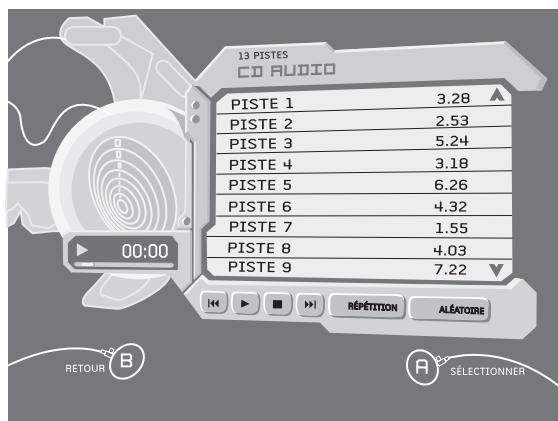 13 PISTES
CD AUDIO
PISTE 1 3.28
PISTE 2 2.53
PISTE 3 5.24
PISTE 4 3.18
PISTE 5 6.26
PISTE 6 4.32
PISTE 7 1.55
PISTE 8 4.03
PISTE 9 7.22
00:00
RÉPÉTITION ALÉATOIRE
RETOUR B
A SÉLECTIONNER